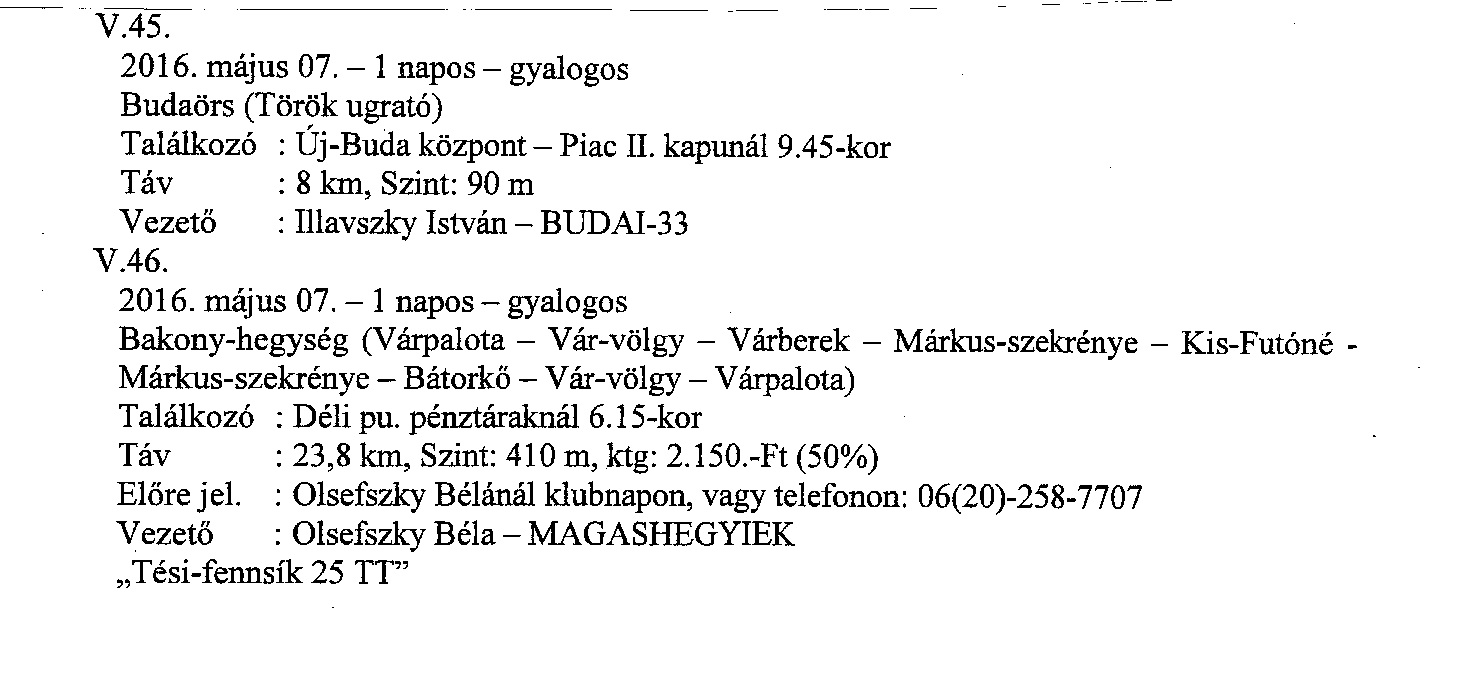 V.45.
2016. május 07. – 1 napos – gyalogos
Budaörs (Török ugrató)
Találkozó : Új-Buda központ – Piac II. kapunál 9.45-kor
Táv : 8 km, Szint: 90 m
Vezető : Illavszky István – BUDAI-33
V.46.
2016. május 07. – 1 napos – gyalogos
Bakony-hegység (Várpalota – Vár-völgy – Várberek – Márkus-szekrénye – Kis-Futóné -
Márkus-szekrénye – Bátorkő – Vár-völgy – Várpalota)
Találkozó : Déli pu. pénztáraknál 6.15-kor
Táv : 23,8 km, Szint: 410 m, ktg: 2.150.-Ft (50%)
Előre jel. : Olsefszky Bélánál klubnapon, vagy telefonon: 06(20)-258-7707
Vezető : Olsefszky Béla – MAGASHEGYIEK
„Tési-fennsík 25 TT”